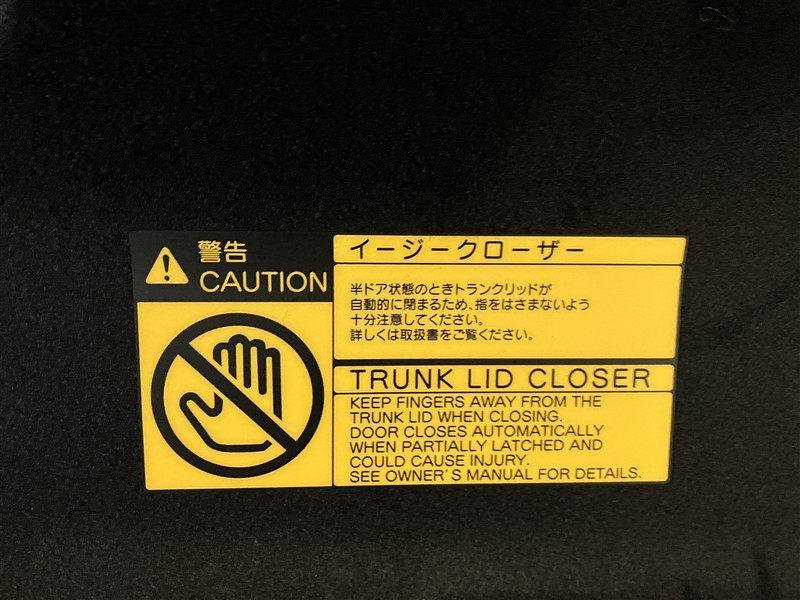 警告
CAUTION
イージークローザー
半ドア状態のときトランクリッドが
自動的に閉まるため、指をはさまないよう
十分注意してください。
詳しくは取扱書をご覧ください。
TRUNK LID CLOSER
KEEP FINGERS AWAY FROM THE
TRUNK LID WHEN CLOSING.
DOOR CLOSES AUTOMATICALLY
WHEN PARTIALLY LATCHED AND
COULD CAUSE INJURY.
SEE OWNER'S MANUAL FOR DETAILS.